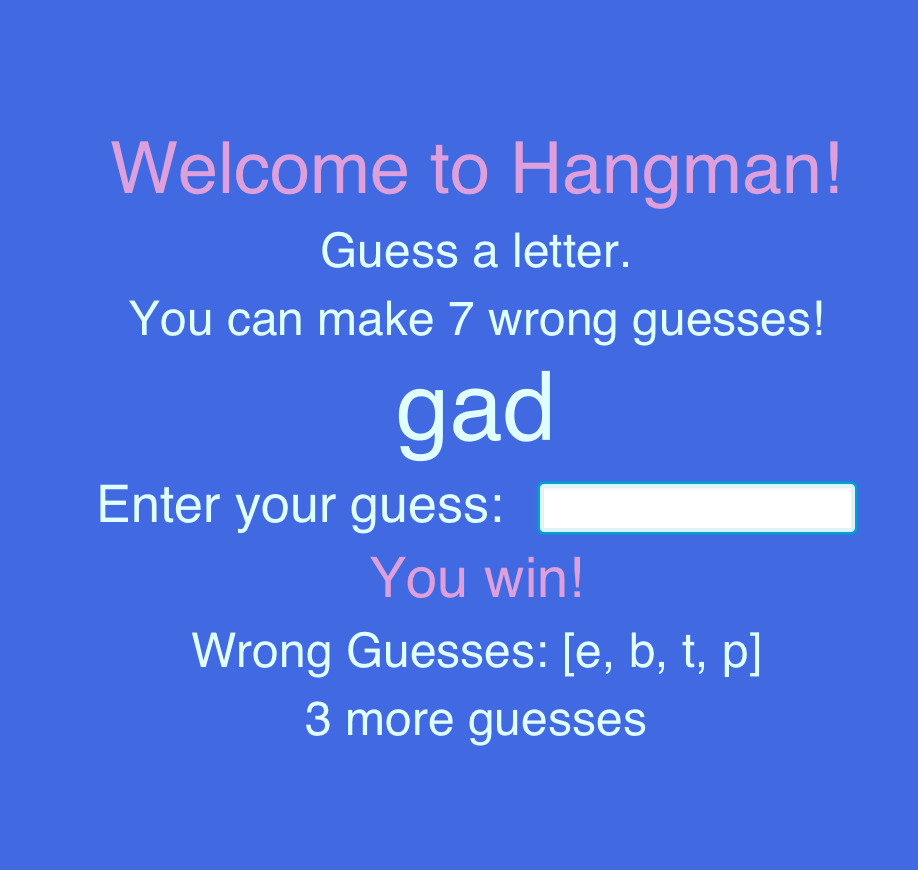 Welcome to Hangman!
Guess a letter.
You can make 7 wrong guesses!
gad
Enter your guess:
You win!
Wrong Guesses: [e, b, t, p]
3 more guesses